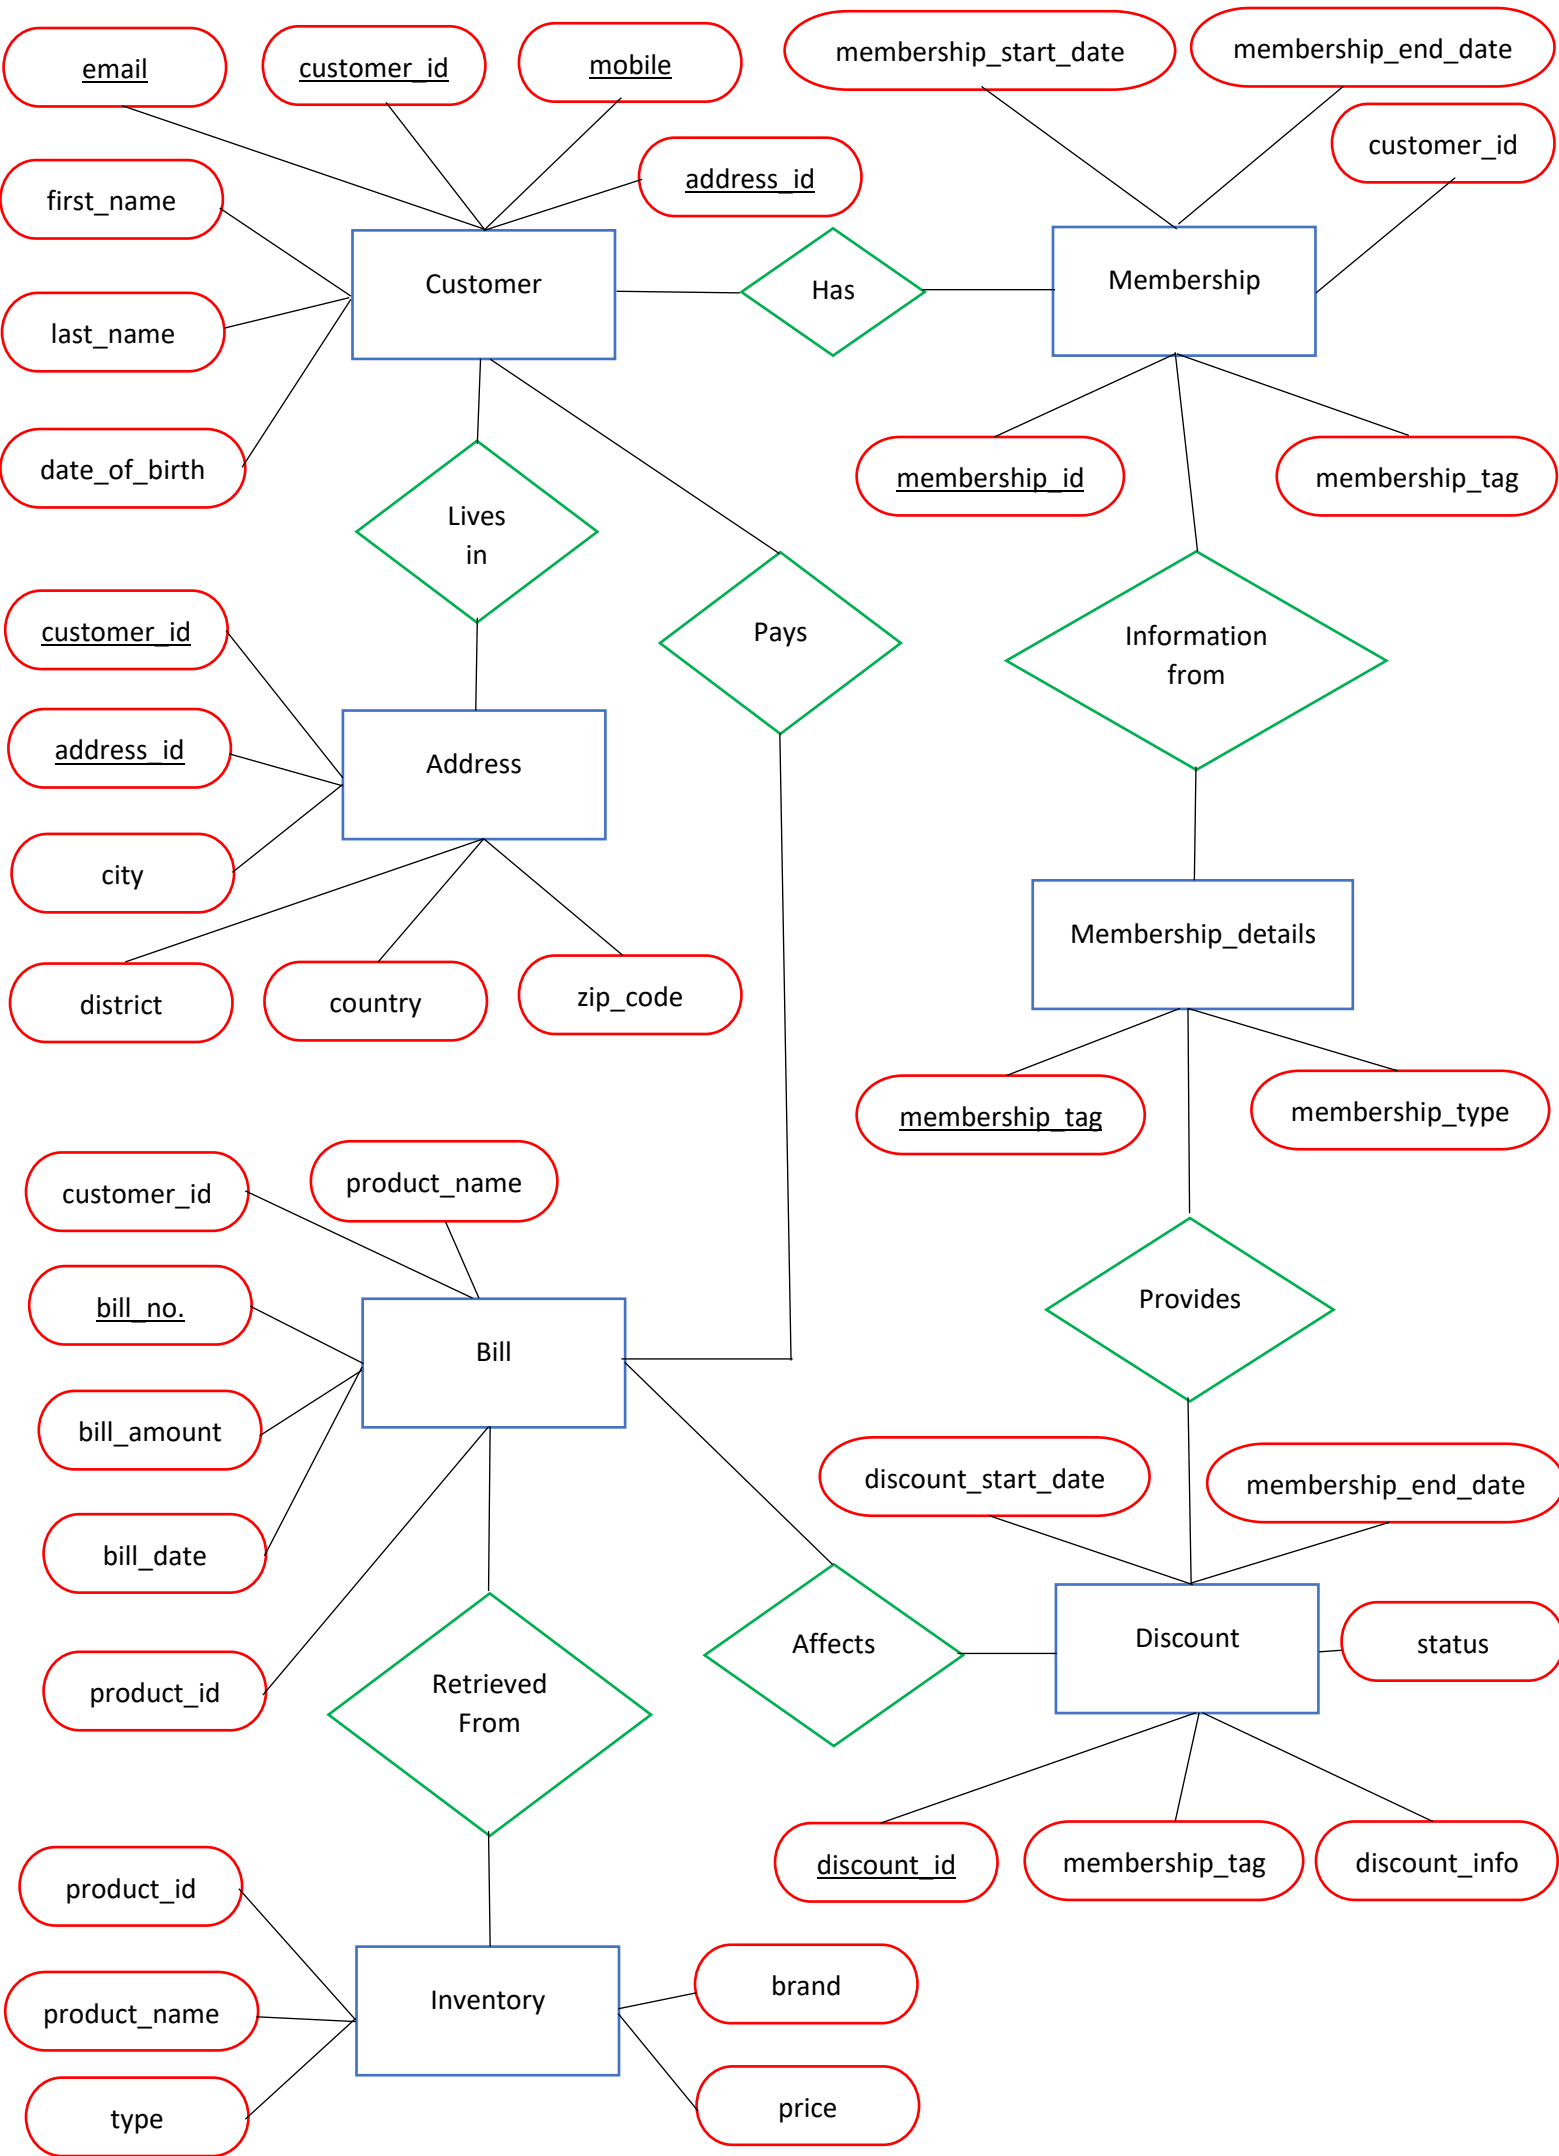 email
customer_id
mobile
membership_start_date
membership_end_date
customer_id
address_id
first_name
Customer
Has
Membership
last_name
date_of_birth
membership_id
membership_tag
Lives
in
customer_id
Pays
Information
from
address_id
Address
city
Membership_details
district
country
zip_code
membership_tag
membership_type
customer_id
product_name
bill_no.
Bill
Provides
bill_amount
discount_start_date
membership_end_date
bill_date
Affects
Discount
status
product_id
Retrieved
From
discount_id
membership_tag
discount_info
product_id
product_name
Inventory
brand
type
price